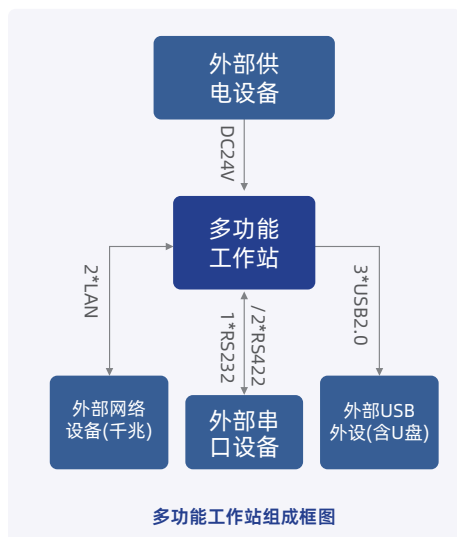 外部供
电设备
DC24V
多功能
工作站
2*LAN
1*RS232
/2*RS422
3*USB2.0
外部网络
设备(千兆)
外部串
口设备
外部USB
外设(含U盘)
多功能工作站组成框图